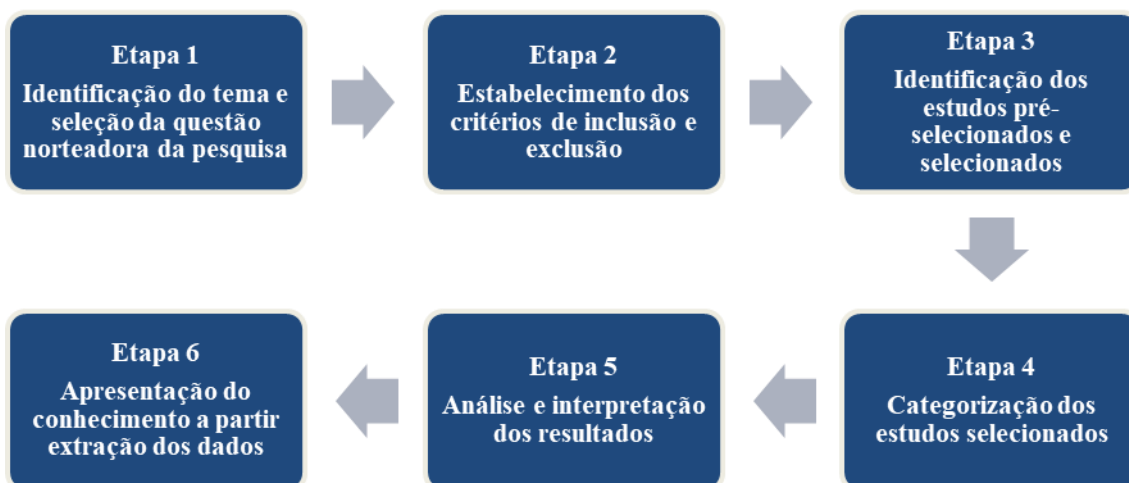 Etapa 1
Identificação do tema e
seleção da questão
norteadora da pesquisa
Etapa 2
Estabelecimento dos
critérios de inclusão e
exclusão
Etapa 3
Identificação dos
estudos pré-
selecionados e
selecionados
Etapa 4
Categorização dos
estudos selecionados
Etapa 5
Análise e interpretação
dos resultados
Etapa 6
Apresentação do
conhecimento a partir
extração dos dados